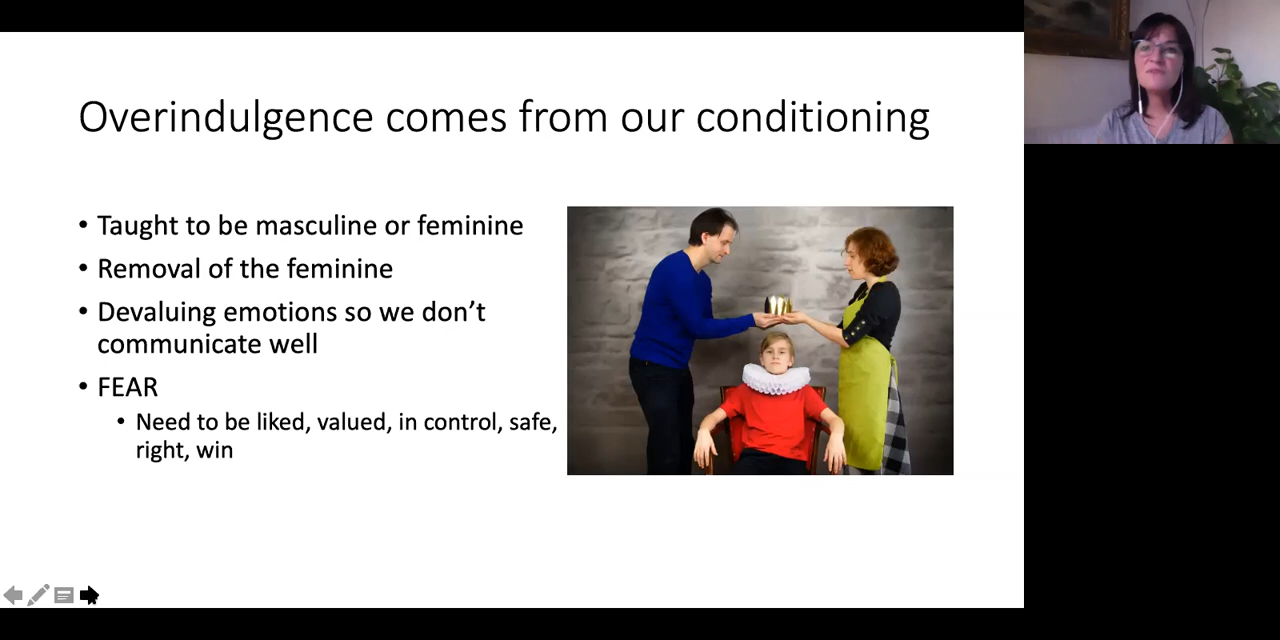 Overindulgence comes from our conditioning
• Taught to be masculine or feminine
• Removal of the feminine
• Devaluing emotions so we don’t
communicate well
• FEAR
• Need to be liked, valued, in control, safe,
right, win